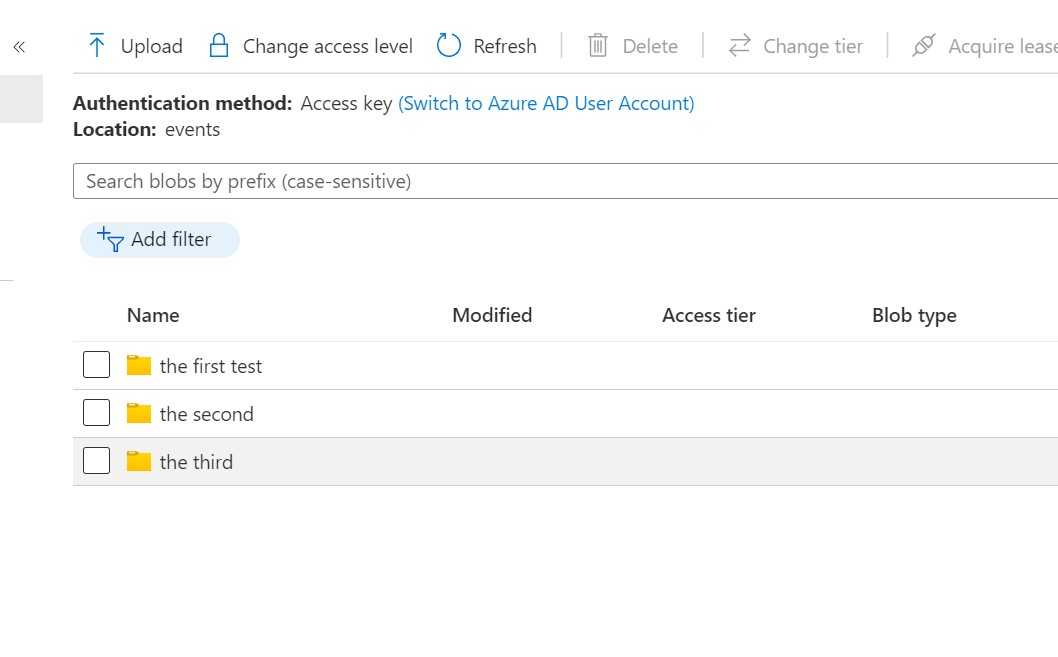 « Upload Change access level Refresh Delete Change tier Acquire lease
Authentication method: Access key (Switch to Azure AD User Account)
Location: events
Search blobs by prefix (case-sensitive)
Add filter
Name Modified Access tier Blob type
the first test
the second
the third